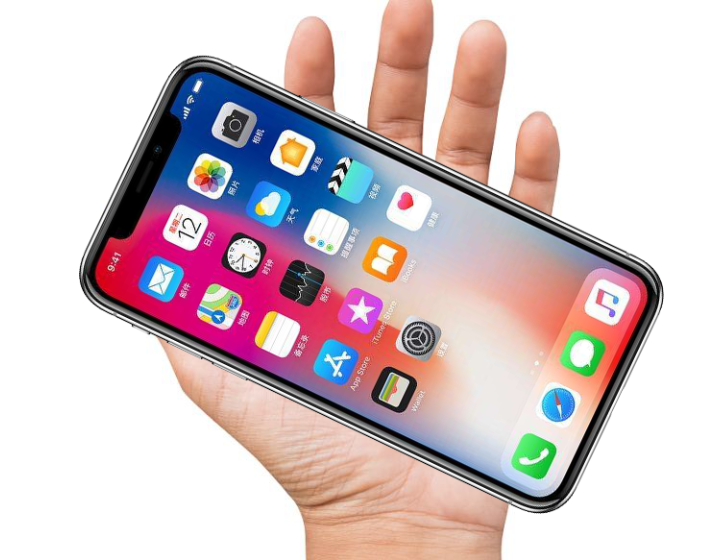 9:41
星期二
12
邮件 日历 照片 相机
地图 时钟 天气 家庭
备忘录 股市 提醒事项 视频
App Store iTunes Store iBooks 健康
Wallet 设置